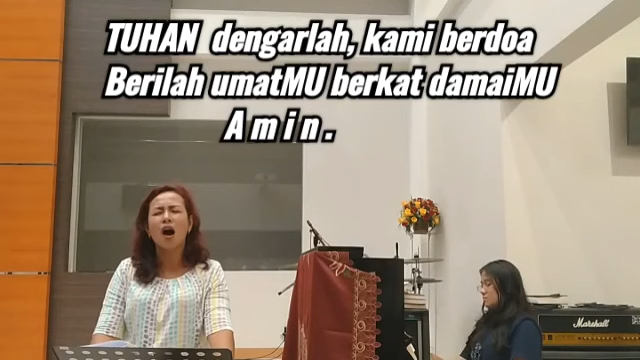 TUHAN dengarlah, kami berdoa
Berilah umatMU berkat damaiMU
A m i n .
Marshall